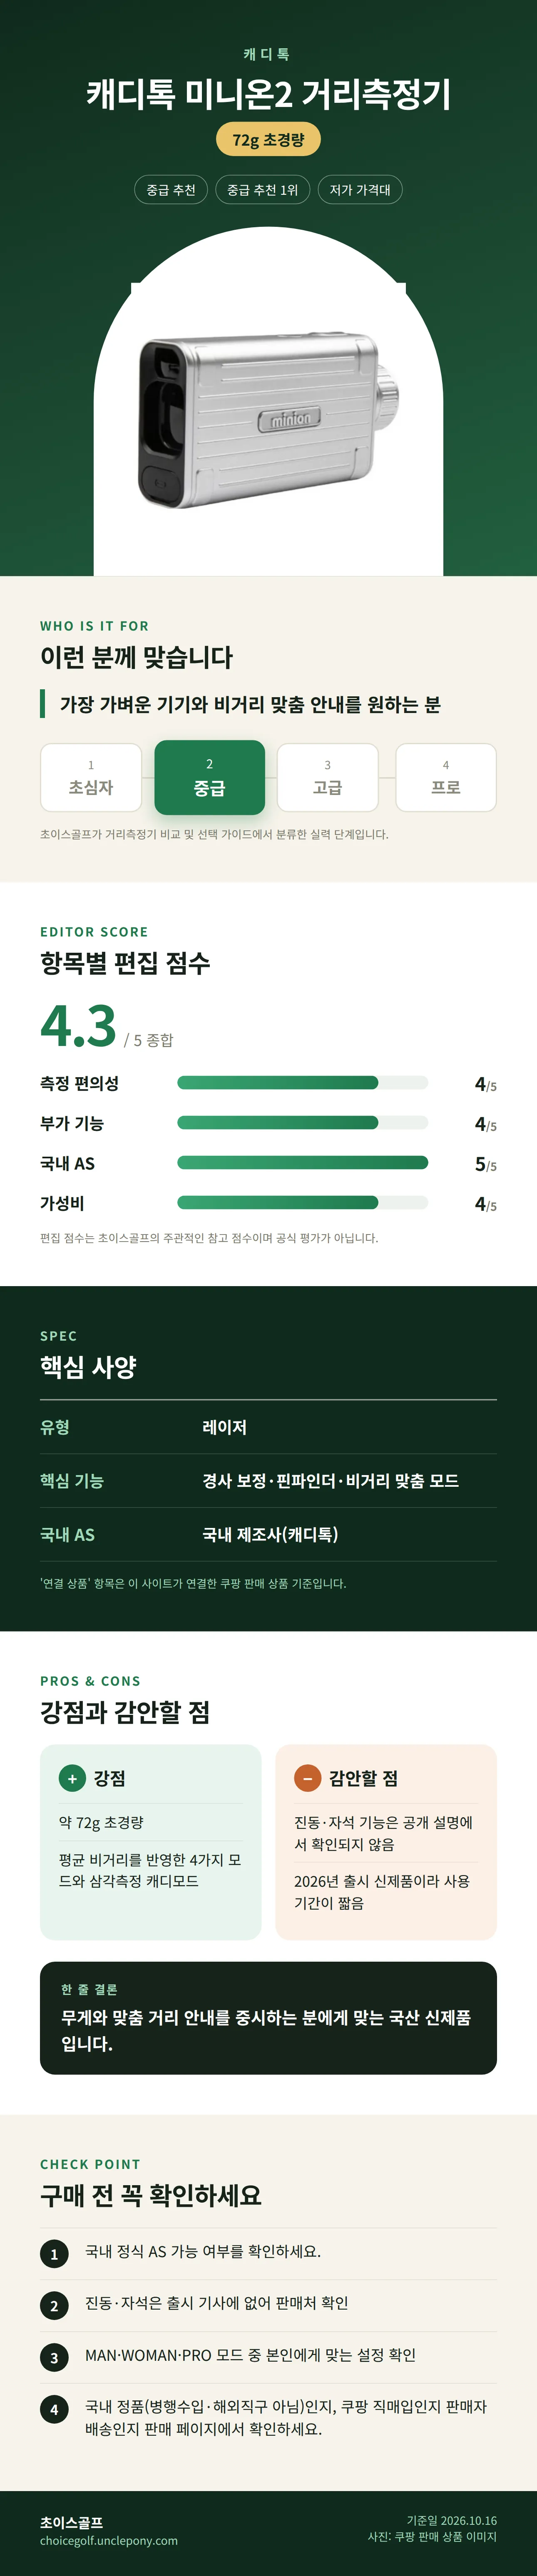 캐디톡
캐디톡 미니온2 거리측정기
72g 초경량
중급 추천
중급 추천 1위
저가 가격대
minion
WHO IS IT FOR
이런 분께 맞습니다
가장 가벼운 기기와 비거리 맞춤 안내를 원하는 분
1
초심자
2
중급
3
고급
4
프로
초이스골프가 거리측정기 비교 및 선택 가이드에서 분류한 실력 단계입니다.
EDITOR SCORE
항목별 편집 점수
4.3 / 5 종합
측정 편의성 4/5
부가 기능 4/5
국내 AS 5/5
가성비 4/5
편집 점수는 초이스골프의 주관적인 참고 점수이며 공식 평가가 아닙니다.
SPEC
핵심 사양
유형 레이저
핵심 기능 경사 보정·핀파인더·비거리 맞춤 모드
국내 AS 국내 제조사(캐디톡)
'연결 상품' 항목은 이 사이트가 연결한 쿠팡 판매 상품 기준입니다.
PROS & CONS
강점과 감안할 점
+ 강점
약 72g 초경량
평균 비거리를 반영한 4가지 모
드와 삼각측정 캐디모드
− 감안할 점
진동·자석 기능은 공개 설명에
서 확인되지 않음
2026년 출시 신제품이라 사용
기간이 짧음
한 줄 결론
무게와 맞춤 거리 안내를 중시하는 분에게 맞는 국산 신제품
입니다.
CHECK POINT
구매 전 꼭 확인하세요
1 국내 정식 AS 가능 여부를 확인하세요.
2 진동·자석은 출시 기사에 없어 판매처 확인
3 MAN·WOMAN·PRO 모드 중 본인에게 맞는 설정 확인
4 국내 정품(병행수입·해외직구 아님)인지, 쿠팡 직매입인지 판매자
배송인지 판매 페이지에서 확인하세요.
초이스골프
choicegolf.unclepony.com
기준일 2026.10.16
사진: 쿠팡 판매 상품 이미지